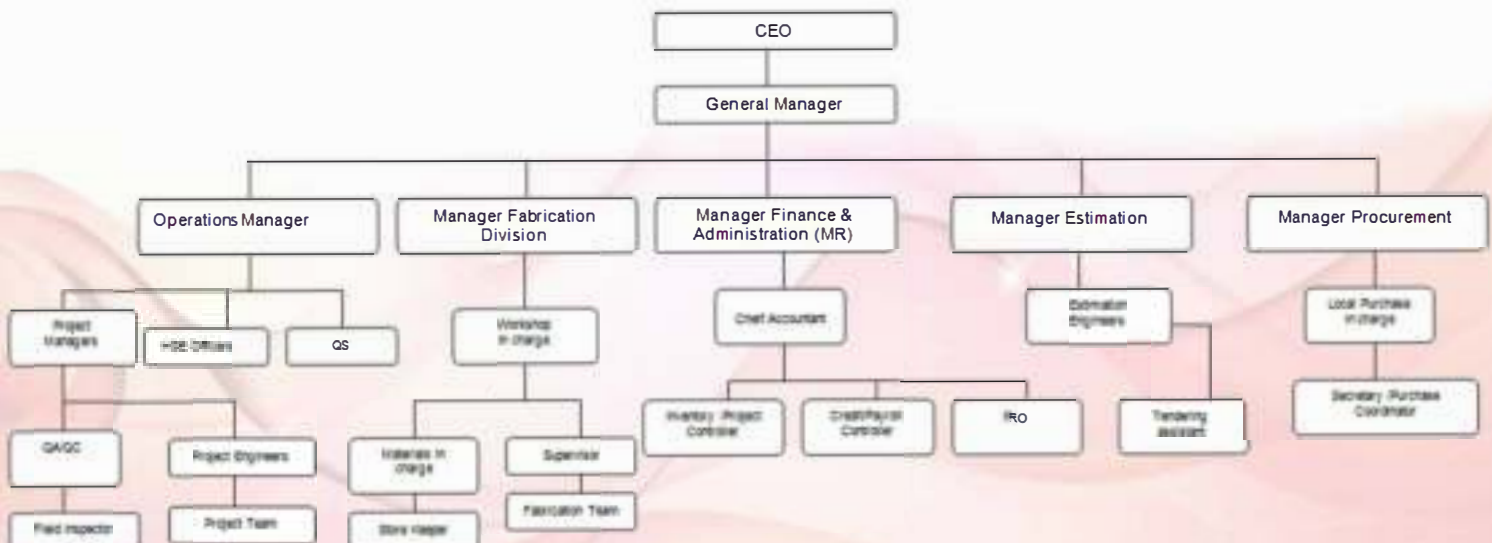 CEO
General Manager
Operations Manager
Manager Fabrication
Division
Manager Finance &
Administration (MR)
Manager Estimation
Manager Procurement
Project
Managers
HSE Officers
QS
Workshop
in charge
Chief Accountant
Estimation
Engineers
Local Purchase
in charge
QA/QC
Project Engineers
Materials in
charge
Supervisor
Inventory /Project
Controller
Credit/Payroll
Controller
PRO
Tendering
assistant
Secretary /Purchase
Coordinator
Field Inspector
Project Team
Store Keeper
Fabrication Team